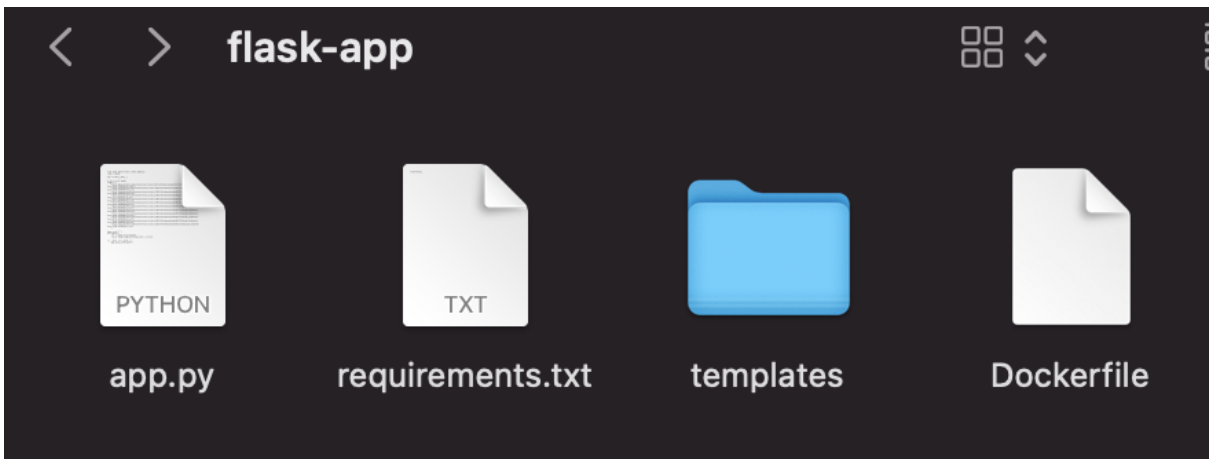 flask-app
PYTHON
TXT
app.py
requirements.txt
templates
Dockerfile